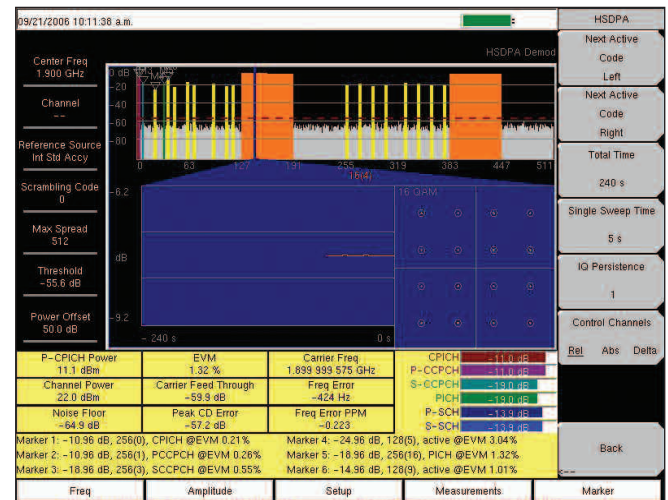 09/21/2006 10:11:38 a.m.
HSDPA
HSDPA Demod
Center Freq
1.900 GHz
Channel
--
Reference Source
Int Std Accy
Scrambling Code
0
Max Spread
512
Threshold
-55.6 dB
Power Offset
50.0 dB
0 dB
-20
-40
-60
-80
0 63 127 191 255 319 383 447 511
-6.2
dB
-9.2
-240 s
0 s
16 QAM
Next Active
Code
Left
Next Active
Code
Right
Total Time
240 s
Single Sweep Time
5 s
IQ Persistence
1
Control Channels
Rel Abs Delta
Back
<---
P-CPICH Power
11.1 dBm
EVM
1.32 %
Carrier Freq
1.899 999 575 GHz
Channel Power
22.0 dBm
Carrier Feed Through
-59.9 dB
Freq Error
-424 Hz
Noise Floor
-64.9 dB
Peak CD Error
-57.2 dB
Freq Error PPM
-0.223
CPICH -11.0 dB
P-CCPCH -11.0 dB
S-CCPCH -19.0 dB
PICH -19.0 dB
P-SCH -13.9 dB
S-SCH -13.9 dB
Marker 1: -10.96 dB, 256(0), CPICH @EVM 0.21%
Marker 2: -10.96 dB, 256(1), PCCPCH @EVM 0.26%
Marker 3: -18.96 dB, 256(3), SCCPCH @EVM 0.55%
Marker 4: -24.96 dB, 128(5), active @EVM 3.04%
Marker 5: -18.96 dB, 256(16), PICH @EVM 1.32%
Marker 6: -14.96 dB, 128(9), active @EVM 1.01%
Freq
Amplitude
Setup
Measurements
Marker